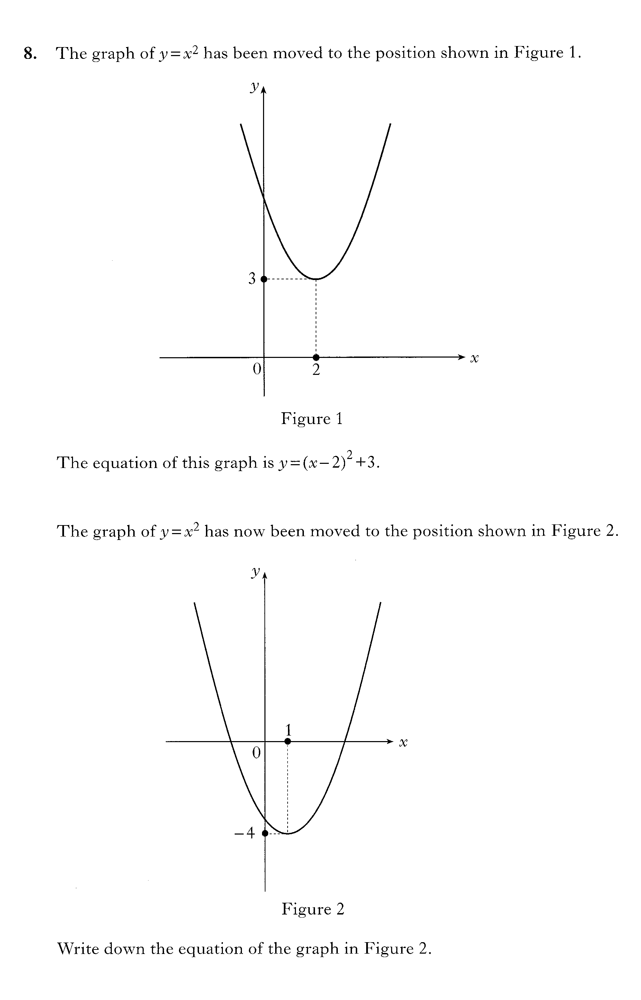 8. The graph of y=x² has been moved to the position shown in Figure 1.
y
3
0
2
x
Figure 1
The equation of this graph is y=(x−2)²+3.
The graph of y=x² has now been moved to the position shown in Figure 2.
y
1
x
0
−4
Figure 2
Write down the equation of the graph in Figure 2.